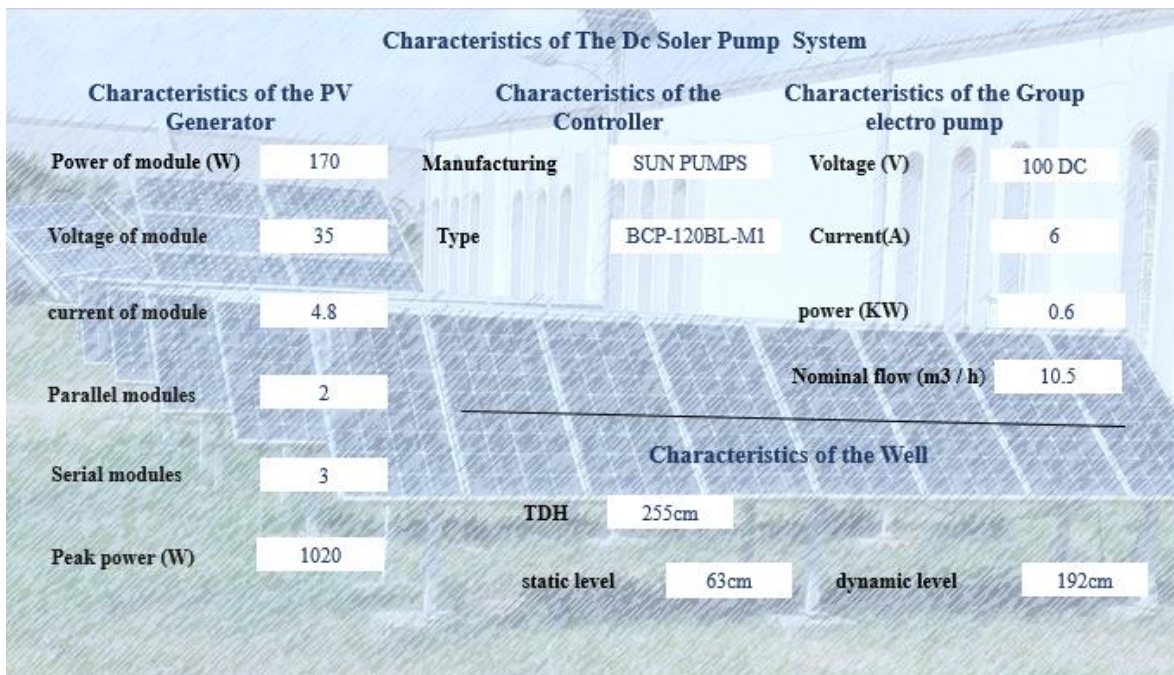 Characteristics of The Dc Soler Pump System
Characteristics of the PV
Generator
Power of module (W) 170
Voltage of module 35
current of module 4.8
Parallel modules 2
Serial modules 3
Peak power (W) 1020
Characteristics of the
Controller
Manufacturing SUN PUMPS
Type BCP-120BL-M1
Characteristics of the Group
electro pump
Voltage (V) 100 DC
Current(A) 6
power (KW) 0.6
Nominal flow (m3 / h) 10.5
Characteristics of the Well
TDH 255cm
static level 63cm dynamic level 192cm